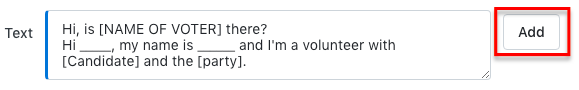 Text
Hi, is [NAME OF VOTER] there?
Hi ____, my name is _____ and I'm a volunteer with
[Candidate] and the [party].
Add